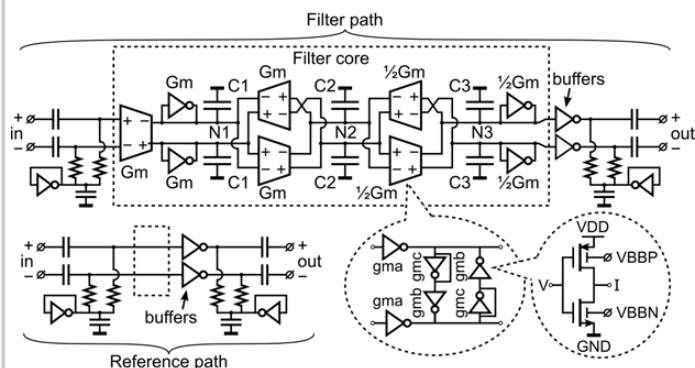 Filter path
Filter core
Gm C1 Gm C2 ½Gm C3 ½Gm
buffers
+ + - - + - + +
in N1 N2 N3 out
- - + + - + - -
Gm Gm C1 Gm C2 ½Gm C3 ½Gm
+ +
in out
- -
buffers
Reference path
gma gmc gmb
gma gmb gmc
VDD
VBBP
V I
VBBN
GND